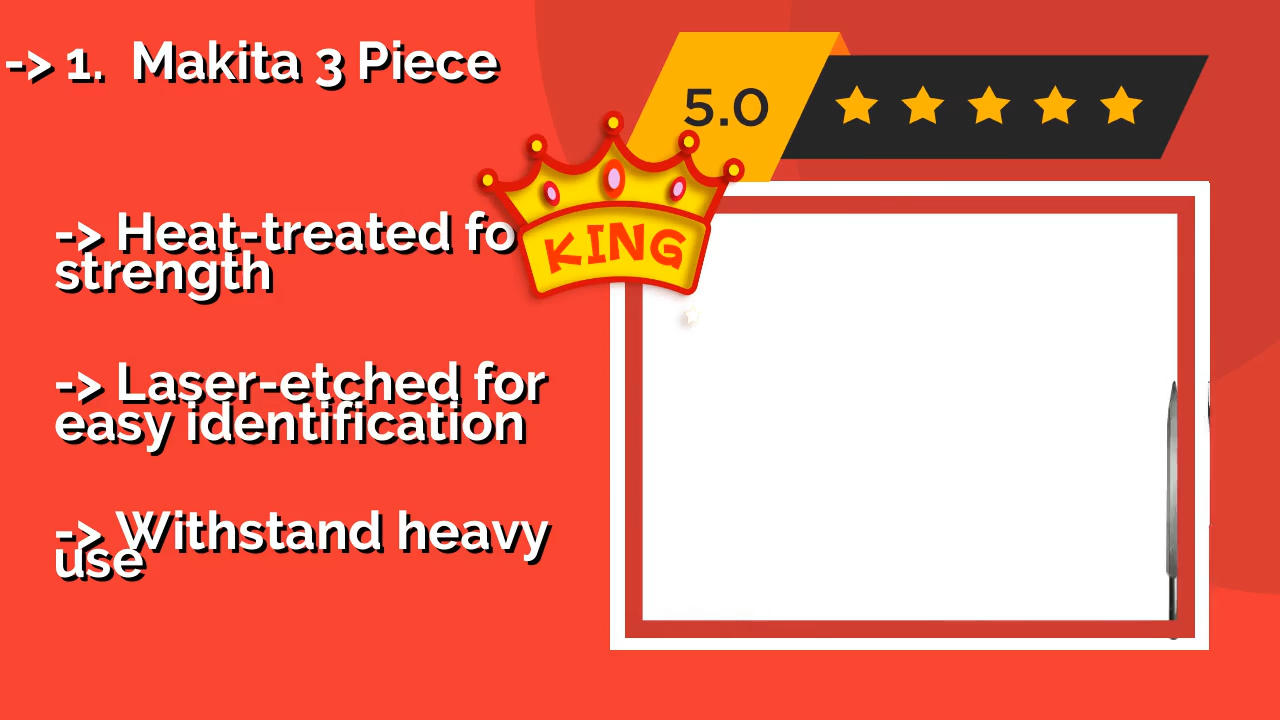 -> 1. Makita 3 Piece
5.0
KING
-> Heat-treated fo
strength
-> Laser-etched for
easy identification
-> Withstand heavy
use